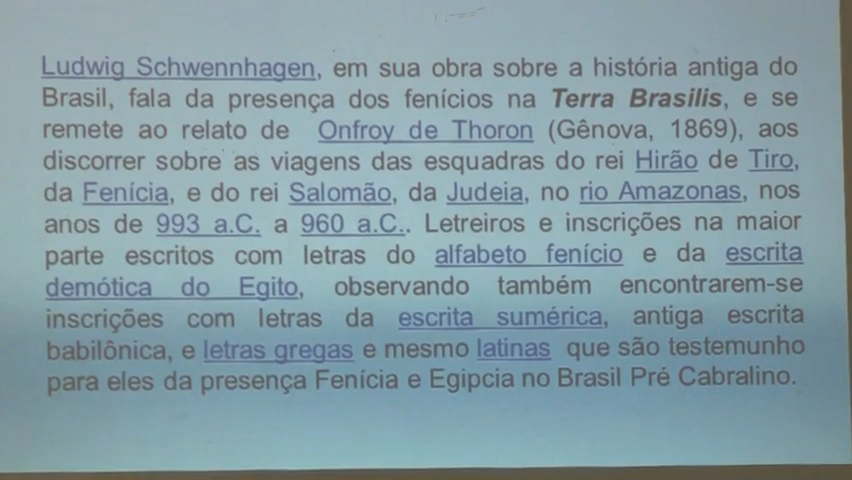 Ludwig Schwennhagen, em sua obra sobre a história antiga do
Brasil, fala da presença dos fenícios na Terra Brasilis, e se
remete ao relato de Onfroy de Thoron (Gênova, 1869), aos
discorrer sobre as viagens das esquadras do rei Hirão de Tiro,
da Fenícia, e do rei Salomão, da Judeia, no rio Amazonas, nos
anos de 993 a.C. a 960 a.C.. Letreiros e inscrições na maior
parte escritos com letras do alfabeto fenício e da escrita
demótica do Egito, observando também encontrarem-se
inscrições com letras da escrita sumérica, antiga escrita
babilônica, e letras gregas e mesmo latinas que são testemunho
para eles da presença Fenícia e Egipcia no Brasil Pré Cabralino.